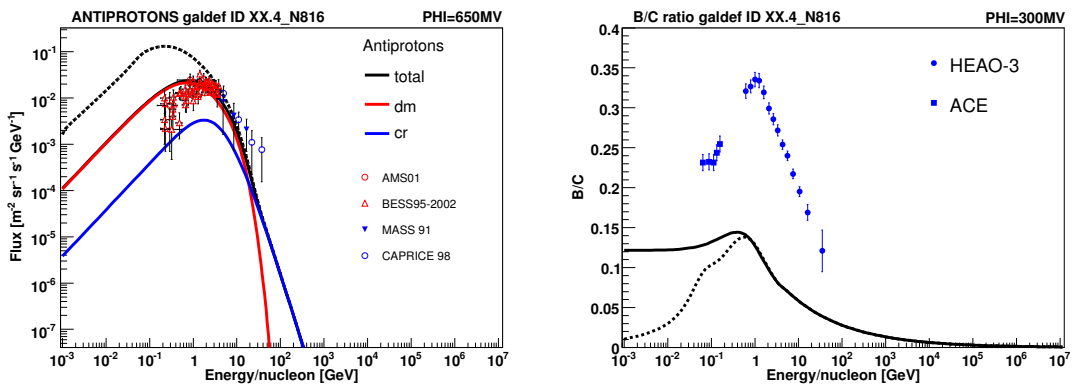 ANTIPROTONS galdef ID XX.4_N816 PHI=650MV
Flux [m⁻² sr⁻¹ s⁻¹ GeV⁻¹]
10⁻¹
10⁻²
10⁻³
10⁻⁴
10⁻⁵
10⁻⁶
10⁻⁷
Antiprotons
total
dm
cr
AMS01
BESS95-2002
MASS 91
CAPRICE 98
10⁻³ 10⁻² 10⁻¹ 1 10 10² 10³ 10⁴ 10⁵ 10⁶ 10⁷
Energy/nucleon [GeV]
B/C ratio galdef ID XX.4_N816 PHI=300MV
B/C
0.4
0.35
0.3
0.25
0.2
0.15
0.1
0.05
0
HEAO-3
ACE
10⁻³ 10⁻² 10⁻¹ 1 10 10² 10³ 10⁴ 10⁵ 10⁶ 10⁷
Energy/nucleon [GeV]